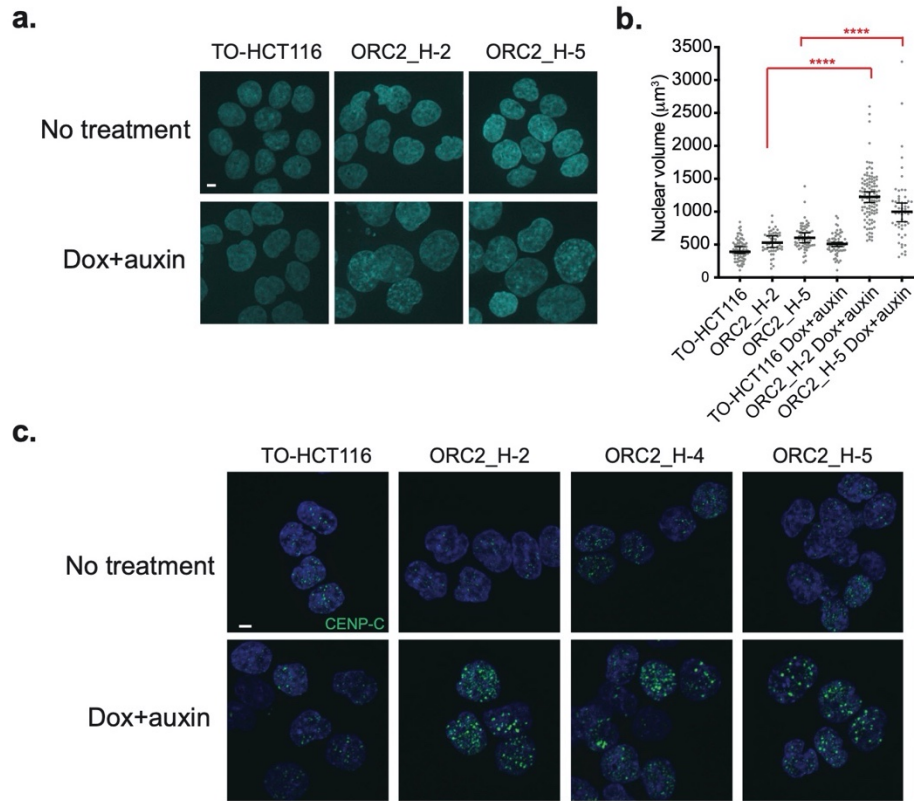 a.
TO-HCT116 ORC2_H-2 ORC2_H-5
No treatment
Dox+auxin
b.
Nuclear volume (µm³)
3500
3000
2500
2000
1500
1000
500
0
****
****
TO-HCT116
ORC2_H-2
ORC2_H-5
TO-HCT116 Dox+auxin
ORC2_H-2 Dox+auxin
ORC2_H-5 Dox+auxin
c.
TO-HCT116 ORC2_H-2 ORC2_H-4 ORC2_H-5
No treatment
CENP-C
Dox+auxin